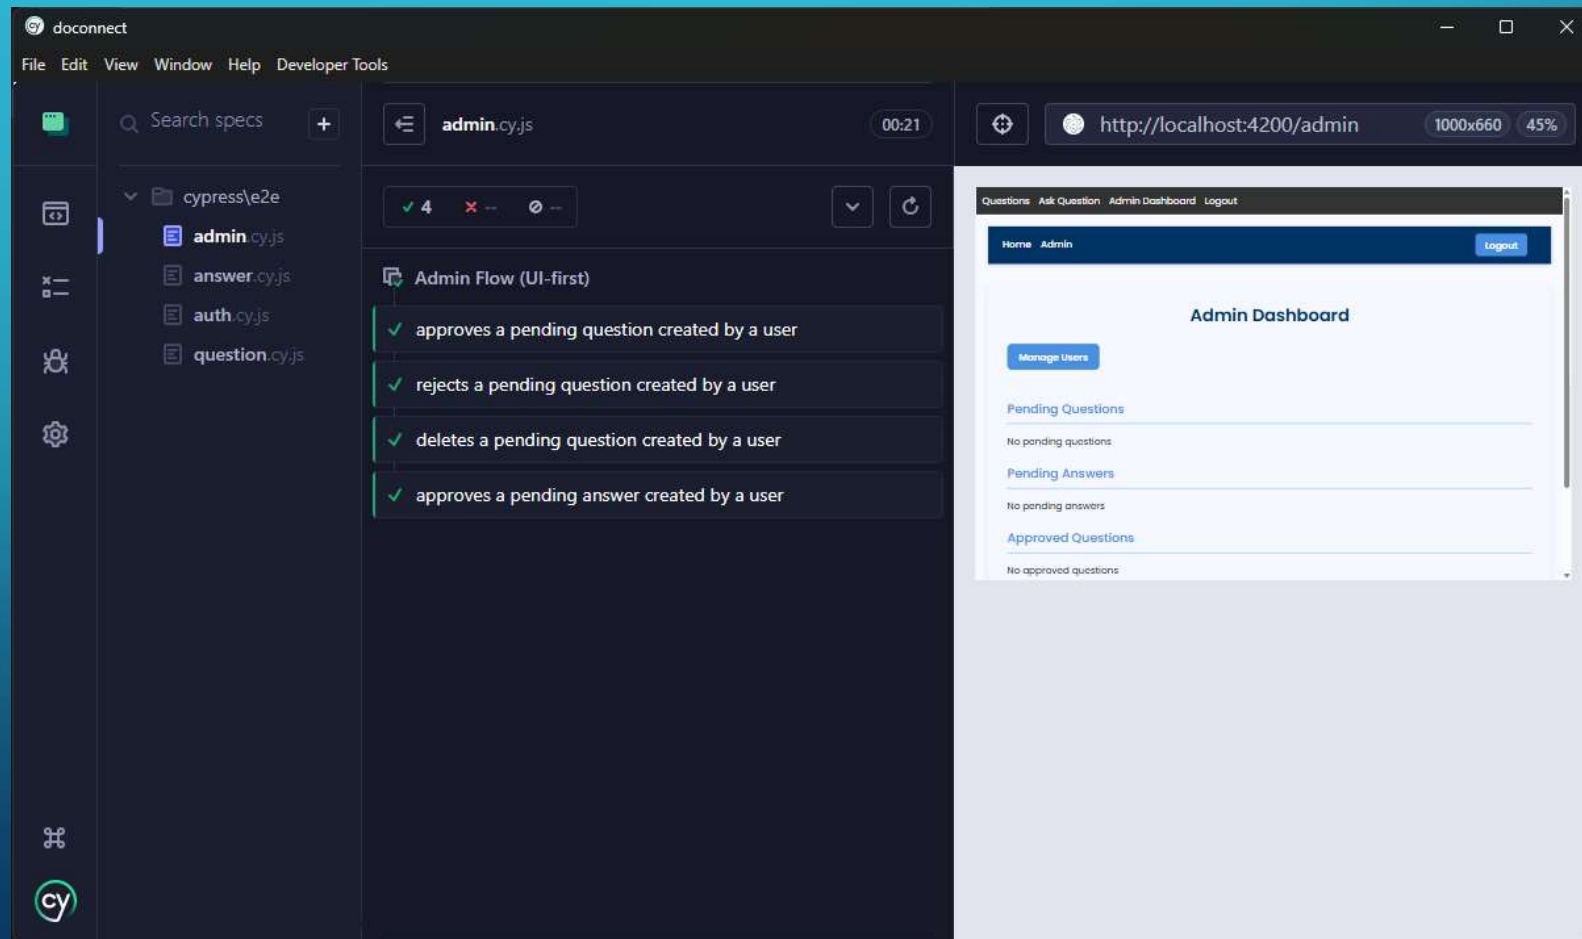 doconnect
File Edit View Window Help Developer Tools
Search specs +
cypress\e2e
admin.cy.js
answer.cy.js
auth.cy.js
question.cy.js
cy
admin.cy.js 00:21
4 -- --
Admin Flow (UI-first)
approves a pending question created by a user
rejects a pending question created by a user
deletes a pending question created by a user
approves a pending answer created by a user
http://localhost:4200/admin 1000x660 45%
Questions Ask Question Admin Dashboard Logout
Home Admin Logout
Admin Dashboard
Manage Users
Pending Questions
No pending questions
Pending Answers
No pending answers
Approved Questions
No approved questions